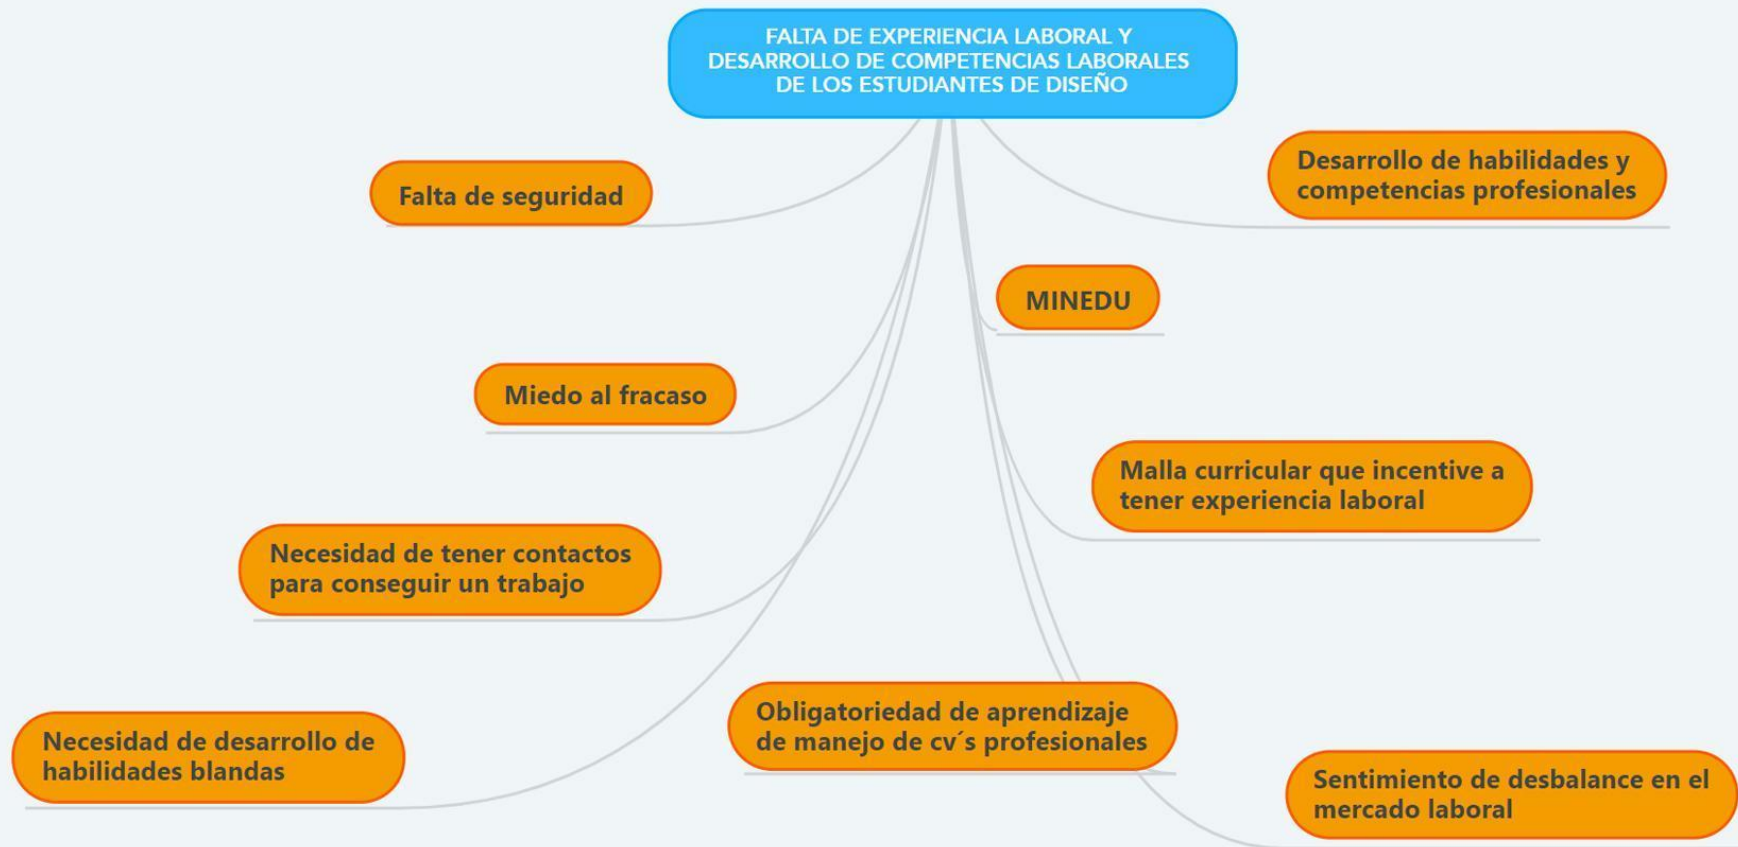 FALTA DE EXPERIENCIA LABORAL Y
DESARROLLO DE COMPETENCIAS LABORALES
DE LOS ESTUDIANTES DE DISEÑO
Falta de seguridad
Desarrollo de habilidades y
competencias profesionales
MINEDU
Miedo al fracaso
Malla curricular que incentive a
tener experiencia laboral
Necesidad de tener contactos
para conseguir un trabajo
Necesidad de desarrollo de
habilidades blandas
Obligatoriedad de aprendizaje
de manejo de cv´s profesionales
Sentimiento de desbalance en el
mercado laboral